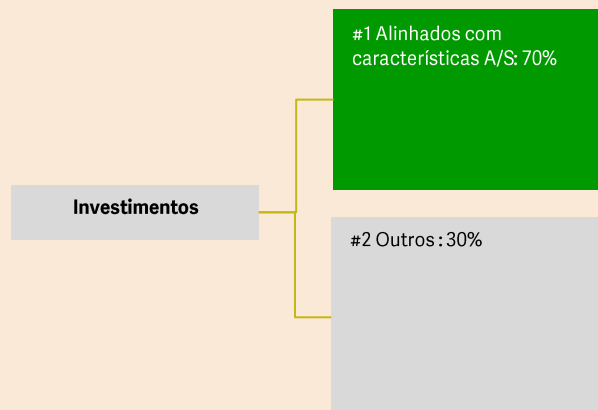 #1 Alinhados com
características A/S: 70%
Investimentos
#2 Outros : 30%